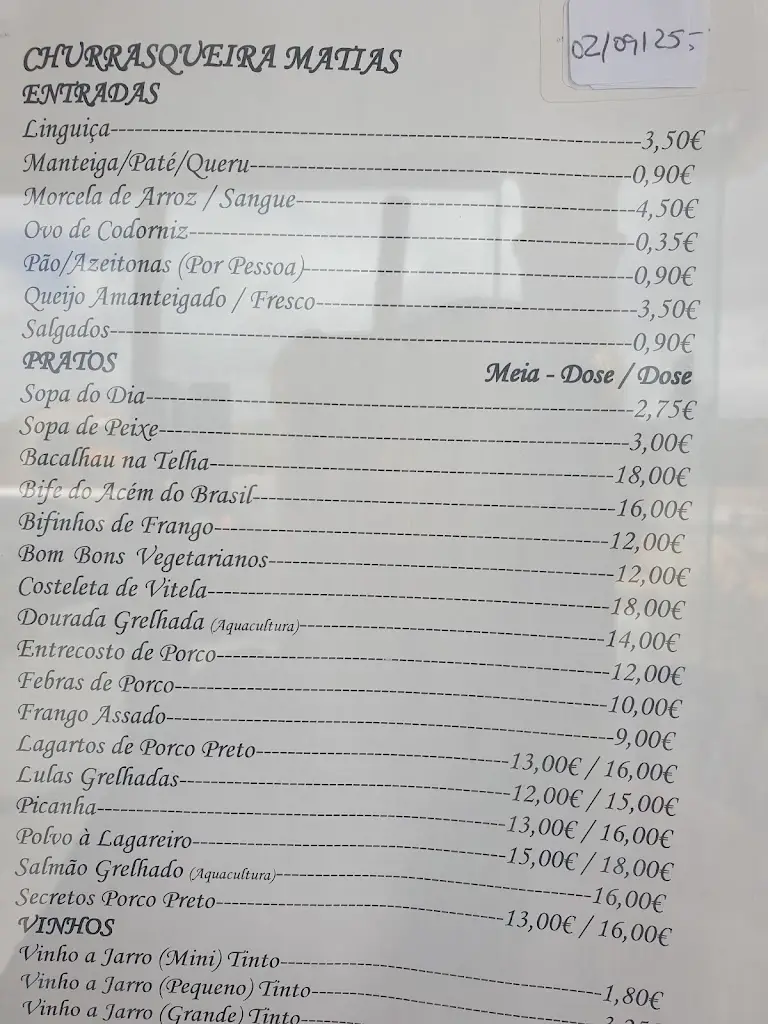 02/09/25-
CHURRASQUEIRA MATIAS
ENTRADAS
Linguiça 3,50€
Manteiga/Paté/Queru 0,90€
Morcela de Arroz / Sangue 4,50€
Ovo de Codorniz 0,35€
Pão/Azeitonas (Por Pessoa) 0,90€
Queijo Amanteigado / Fresco 3,50€
Salgados 0,90€
PRATOS Meia - Dose / Dose
Sopa do Dia 2,75€
Sopa de Peixe 3,00€
Bacalhau na Telha 18,00€
Bife do Acém do Brasil 16,00€
Bifinhos de Frango 12,00€
Bom Bons Vegetarianos 12,00€
Costeleta de Vitela 18,00€
Dourada Grelhada (Aquacultura) 14,00€
Entrecosto de Porco 12,00€
Febras de Porco 10,00€
Frango Assado 9,00€
Lagartos de Porco Preto 13,00€ / 16,00€
Lulas Grelhadas 12,00€ / 15,00€
Picanha 13,00€ / 16,00€
Polvo à Lagareiro 15,00€ / 18,00€
Salmão Grelhado (Aquacultura) 16,00€
Secretos Porco Preto 13,00€ / 16,00€
VINHOS
Vinho a Jarro (Mini) Tinto 1,80€
Vinho a Jarro (Pequeno) Tinto
Vinho a Jarro (Grande) Tinto